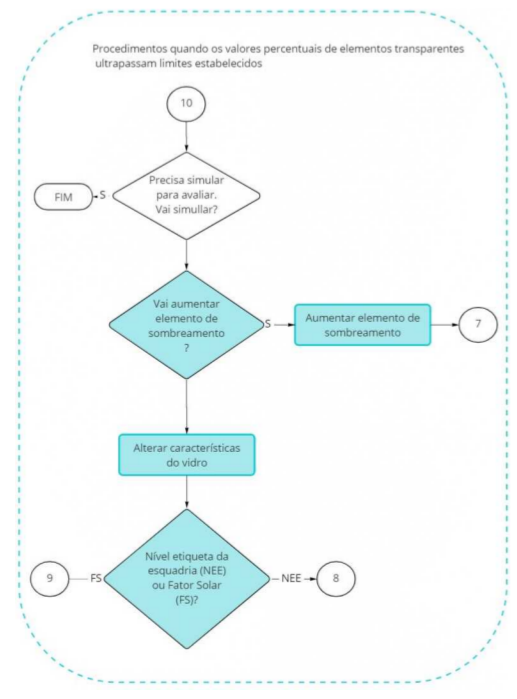 Procedimentos quando os valores percentuais de elementos transparentes
ultrapassam limites estabelecidos
10
Precisa simular
para avaliar.
Vai simullar?
S
FIM
Vai aumentar
elemento de
sombreamento
?
S
Aumentar elemento de
sombreamento
7
Alterar características
do vidro
Nível etiqueta da
esquadria (NEE)
ou Fator Solar
(FS)?
FS
9
NEE
8